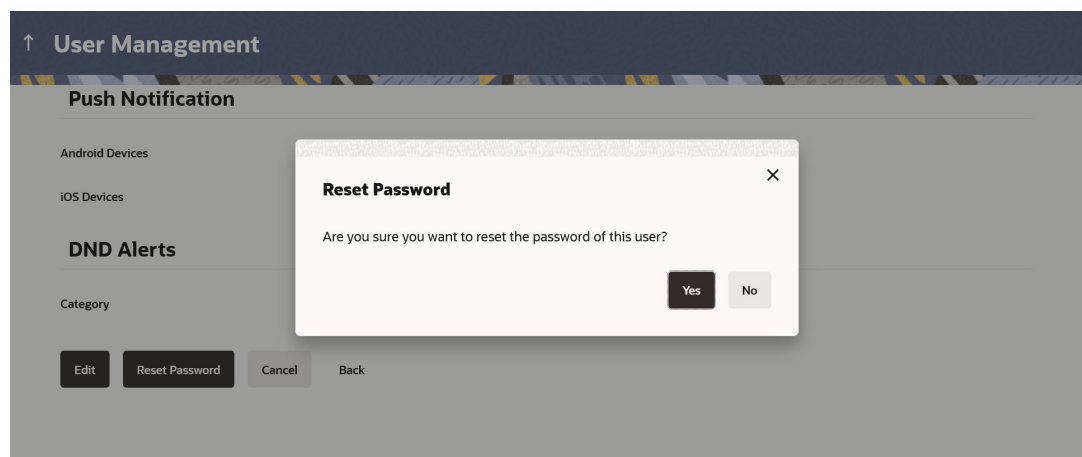 ↑ User Management
Push Notification
Android Devices
iOS Devices
DND Alerts
Category
Edit Reset Password Cancel Back
Reset Password
×
Are you sure you want to reset the password of this user?
Yes No